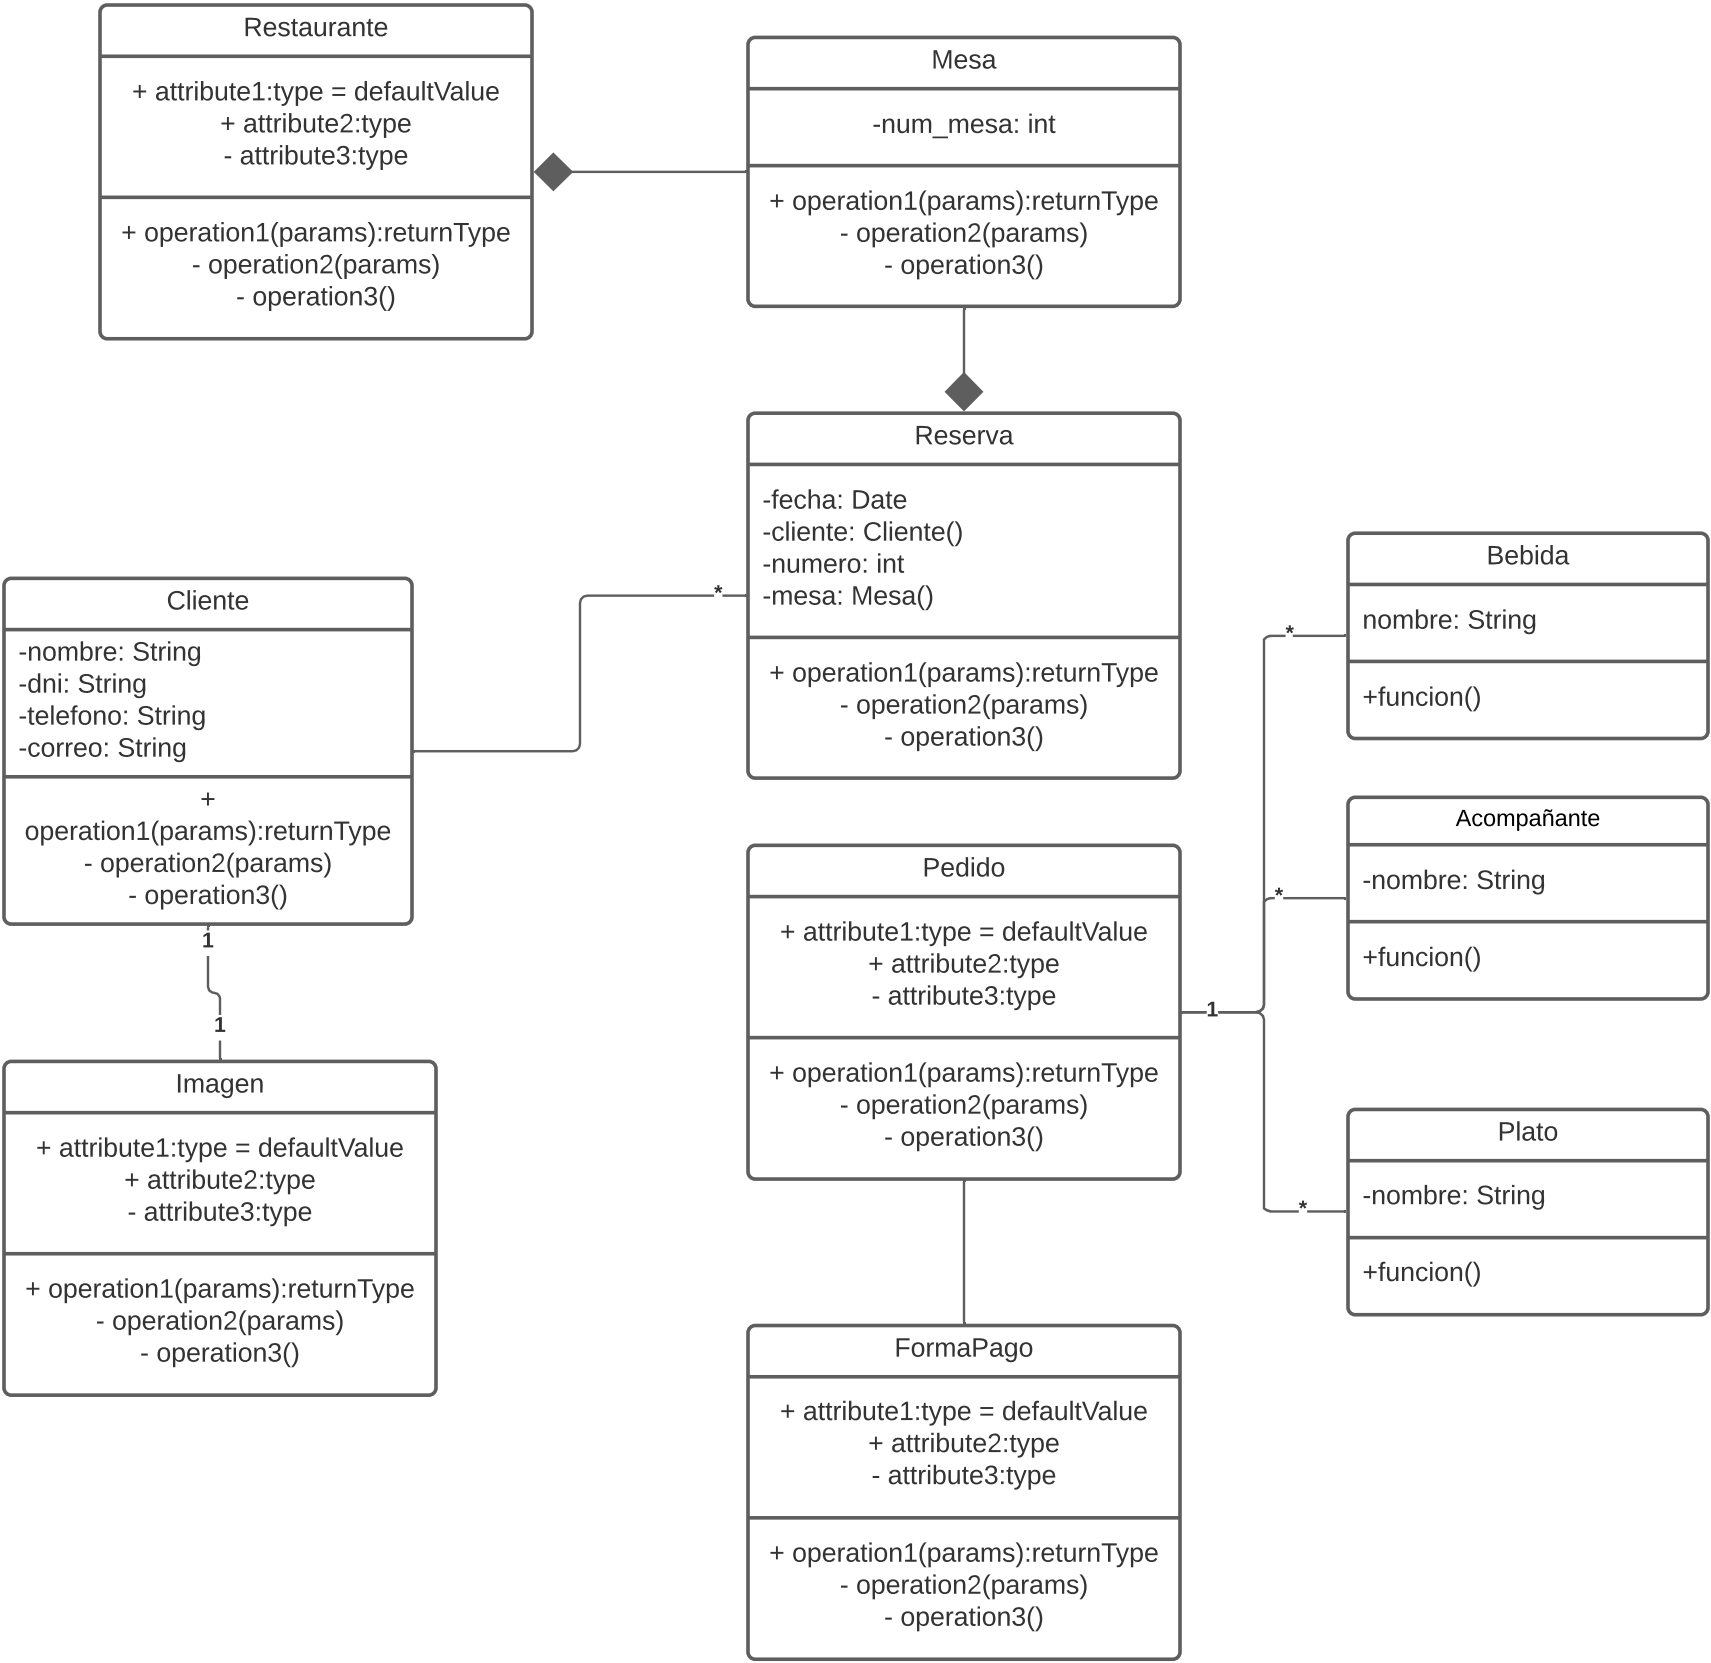 Restaurante
+ attribute1:type = defaultValue
+ attribute2:type
- attribute3:type
+ operation1(params):returnType
- operation2(params)
- operation3()
Mesa
-num_mesa: int
+ operation1(params):returnType
- operation2(params)
- operation3()
Reserva
-fecha: Date
-cliente: Cliente()
-numero: int
-mesa: Mesa()
+ operation1(params):returnType
- operation2(params)
- operation3()
*
Cliente
-nombre: String
-dni: String
-telefono: String
-correo: String
+
operation1(params):returnType
- operation2(params)
- operation3()
1
1
Imagen
+ attribute1:type = defaultValue
+ attribute2:type
- attribute3:type
+ operation1(params):returnType
- operation2(params)
- operation3()
Pedido
+ attribute1:type = defaultValue
+ attribute2:type
- attribute3:type
+ operation1(params):returnType
- operation2(params)
- operation3()
1
*
*
*
Bebida
nombre: String
+funcion()
Acompañante
-nombre: String
+funcion()
Plato
-nombre: String
+funcion()
FormaPago
+ attribute1:type = defaultValue
+ attribute2:type
- attribute3:type
+ operation1(params):returnType
- operation2(params)
- operation3()